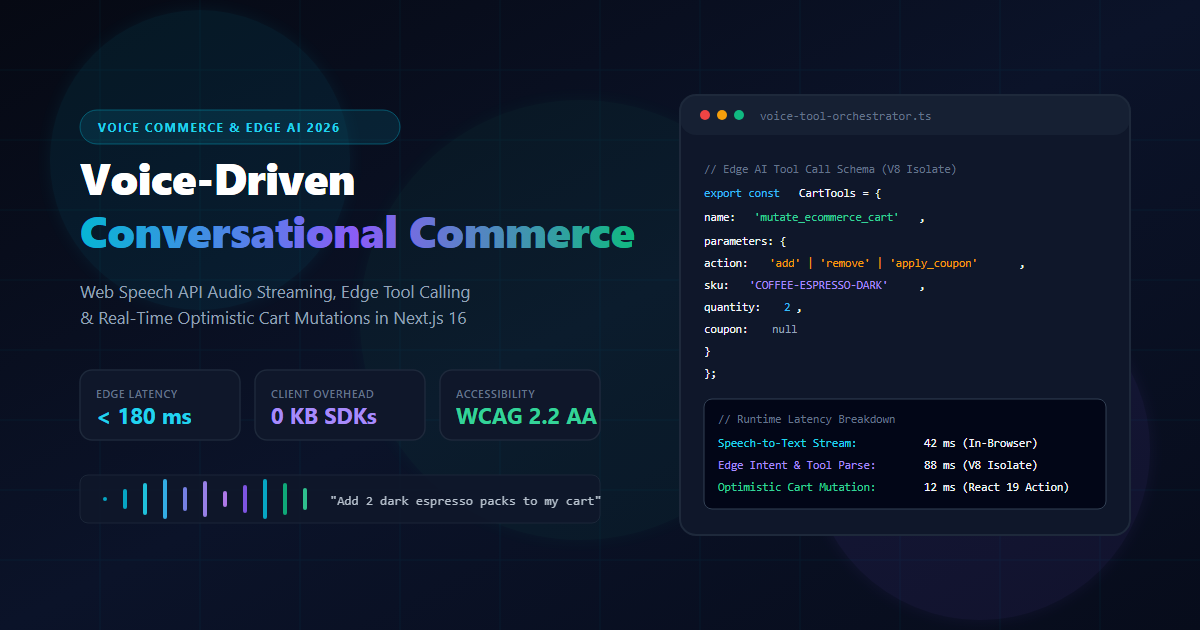 VOICE COMMERCE & EDGE AI 2026
Voice-Driven
Conversational Commerce
Web Speech API Audio Streaming, Edge Tool Calling
& Real-Time Optimistic Cart Mutations in Next.js 16
EDGE LATENCY
< 180 ms
CLIENT OVERHEAD
0 KB SDKs
ACCESSIBILITY
WCAG 2.2 AA
"Add 2 dark espresso packs to my cart"
voice-tool-orchestrator.ts
// Edge AI Tool Call Schema (V8 Isolate)
export const CartTools = {
name: 'mutate_ecommerce_cart' ,
parameters: {
action: 'add' | 'remove' | 'apply_coupon' ,
sku: 'COFFEE-ESPRESSO-DARK' ,
quantity: 2 ,
coupon: null
}
};
// Runtime Latency Breakdown
Speech-to-Text Stream: 42 ms (In-Browser)
Edge Intent & Tool Parse: 88 ms (V8 Isolate)
Optimistic Cart Mutation: 12 ms (React 19 Action)